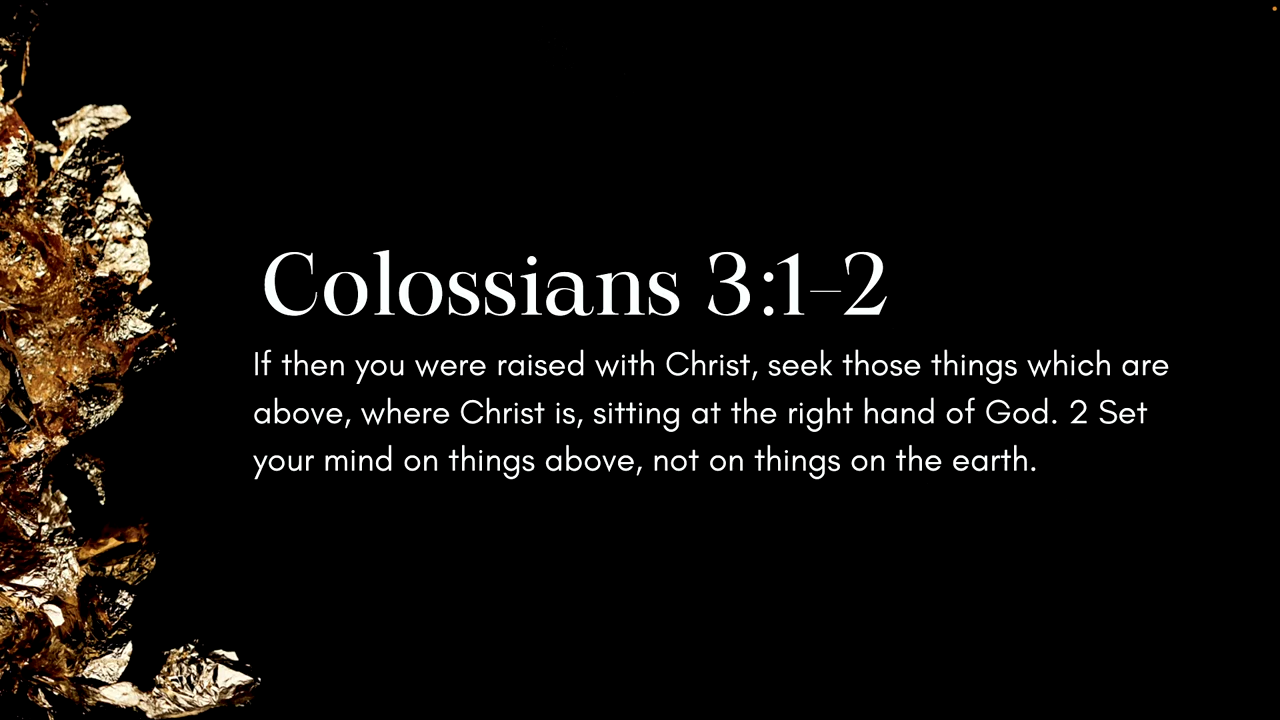 Colossians 3:1–2
If then you were raised with Christ, seek those things which are
above, where Christ is, sitting at the right hand of God. 2 Set
your mind on things above, not on things on the earth.